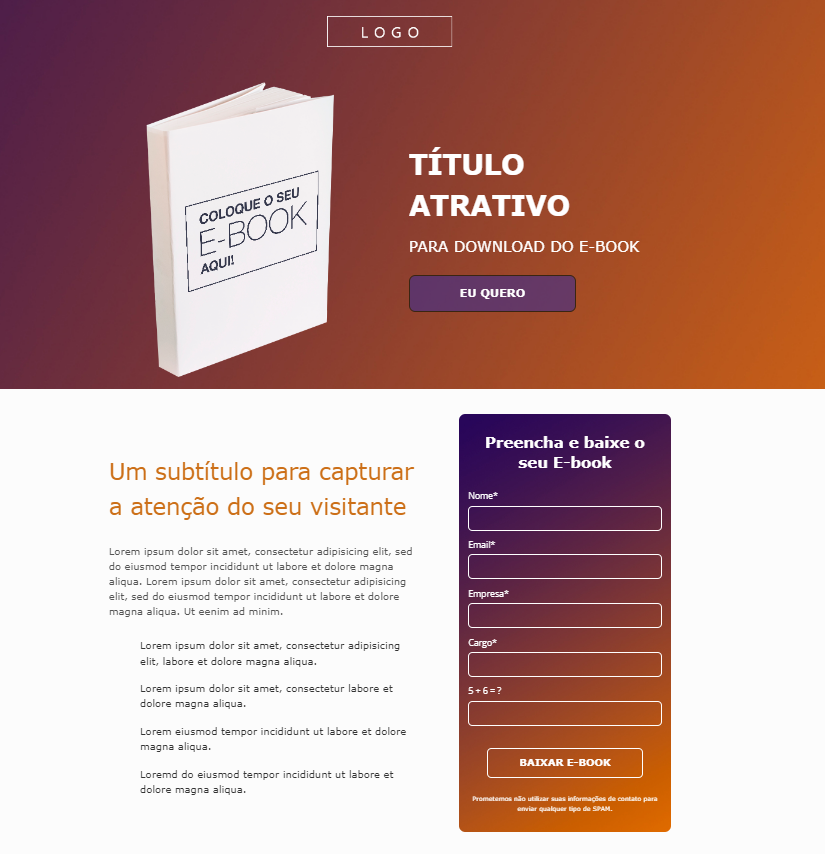 LOGO
COLOQUE O SEU
E-BOOK
AQUI!
TÍTULO
ATRATIVO
PARA DOWNLOAD DO E-BOOK
EU QUERO
Um subtítulo para capturar
a atenção do seu visitante
Lorem ipsum dolor sit amet, consectetur adipisicing elit, sed
do eiusmod tempor incididunt ut labore et dolore magna
aliqua. Lorem ipsum dolor sit amet, consectetur adipisicing
elit, sed do eiusmod tempor incididunt ut labore et dolore
magna aliqua. Ut eenim ad minim.
Lorem ipsum dolor sit amet, consectetur adipisicing
elit, labore et dolore magna aliqua.
Lorem ipsum dolor sit amet, consectetur labore et
dolore magna aliqua.
Lorem eiusmod tempor incididunt ut labore et dolore
magna aliqua.
Loremd do eiusmod tempor incididunt ut labore et
dolore magna aliqua.
Preencha e baixe o
seu E-book
Nome*
Email*
Empresa*
Cargo*
5 + 6 = ?
BAIXAR E-BOOK
Prometemos não utilizar suas informações de contato para
enviar qualquer tipo de SPAM.